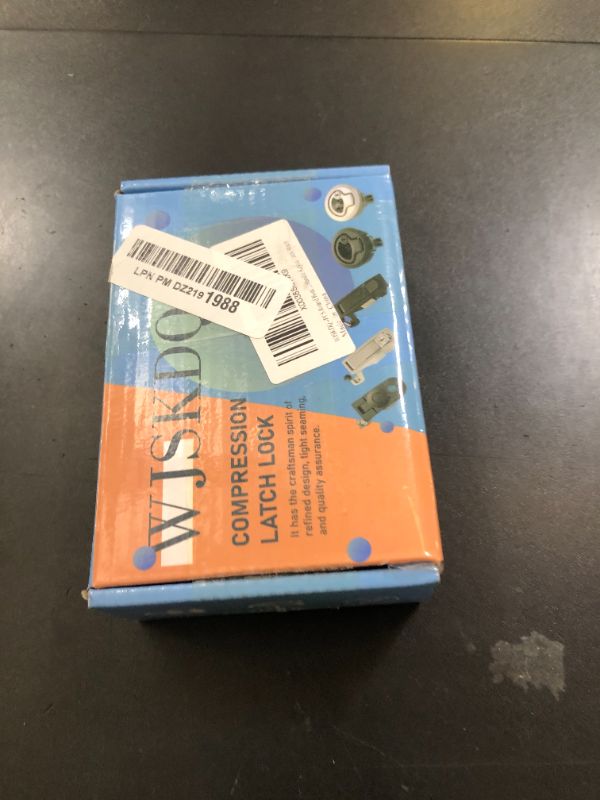 WJSKDO
COMPRESSION
LATCH LOCK
It has the craftsman spirit of
refined design, tight seaming,
and quality assurance.
LPN PM DZ219 1988